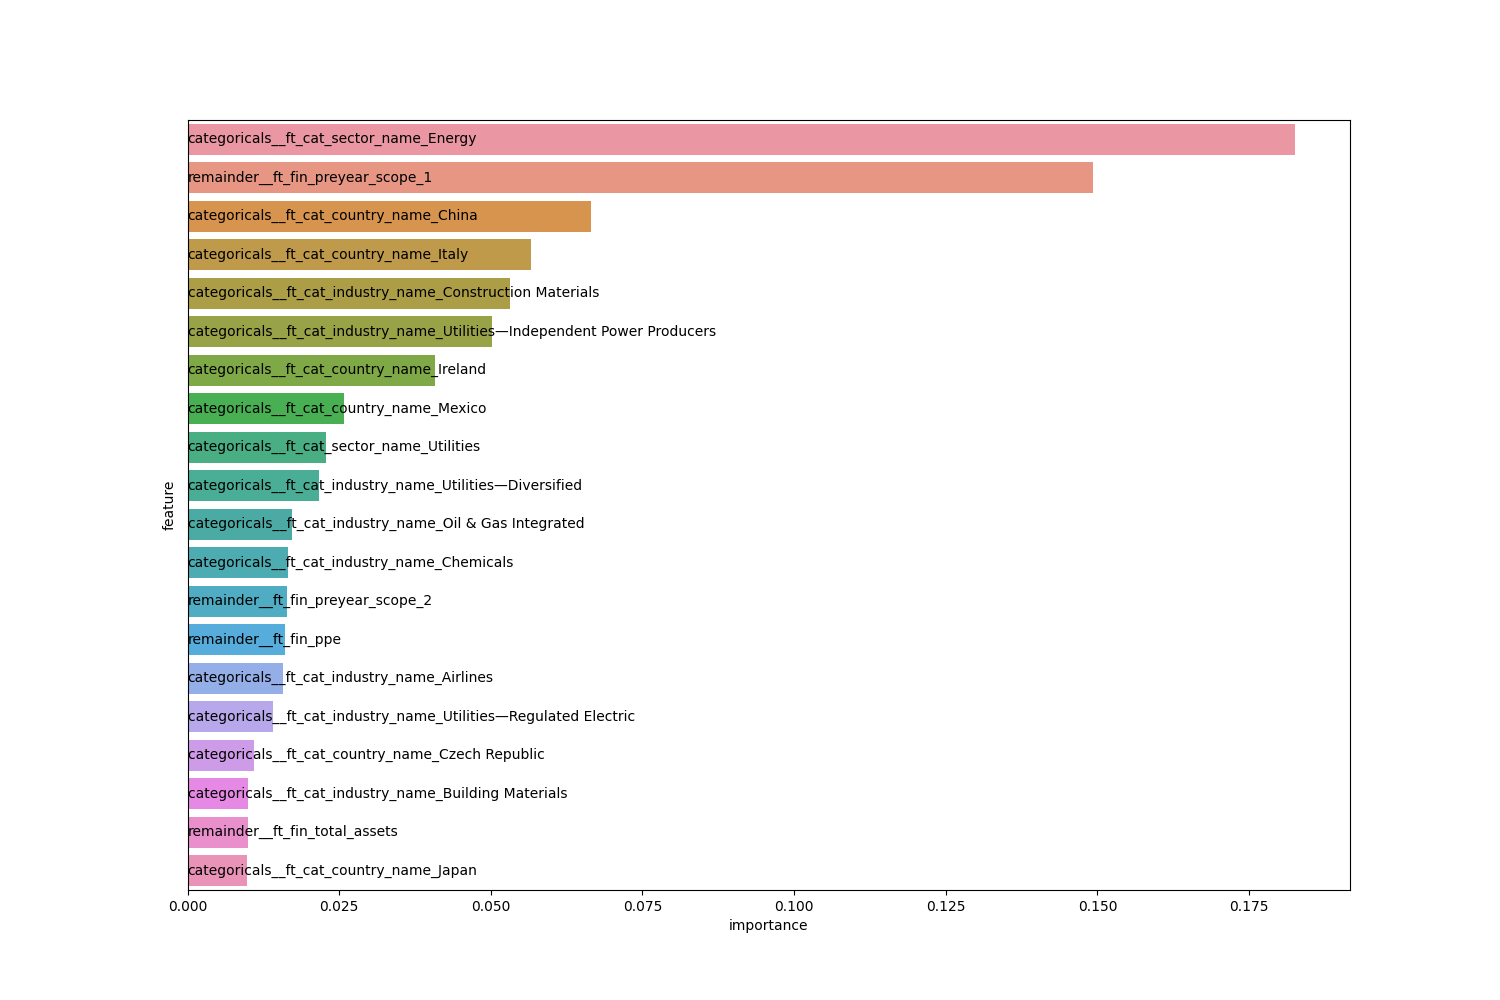 categoricals__ft_cat_sector_name_Energy
remainder__ft_fin_preyear_scope_1
categoricals__ft_cat_country_name_China
categoricals__ft_cat_country_name_Italy
categoricals__ft_cat_industry_name_Construction Materials
categoricals__ft_cat_industry_name_Utilities—Independent Power Producers
categoricals__ft_cat_country_name_Ireland
categoricals__ft_cat_country_name_Mexico
categoricals__ft_cat_sector_name_Utilities
categoricals__ft_cat_industry_name_Utilities—Diversified
categoricals__ft_cat_industry_name_Oil & Gas Integrated
categoricals__ft_cat_industry_name_Chemicals
remainder__ft_fin_preyear_scope_2
remainder__ft_fin_ppe
categoricals__ft_cat_industry_name_Airlines
categoricals__ft_cat_industry_name_Utilities—Regulated Electric
categoricals__ft_cat_country_name_Czech Republic
categoricals__ft_cat_industry_name_Building Materials
remainder__ft_fin_total_assets
categoricals__ft_cat_country_name_Japan
feature
0.000 0.025 0.050 0.075 0.100 0.125 0.150 0.175
importance